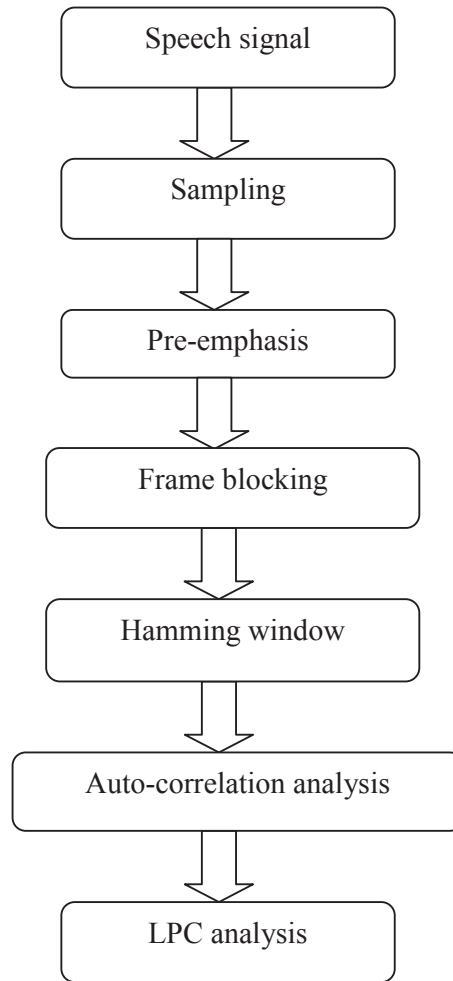 Speech signal
Sampling
Pre-emphasis
Frame blocking
Hamming window
Auto-correlation analysis
LPC analysis